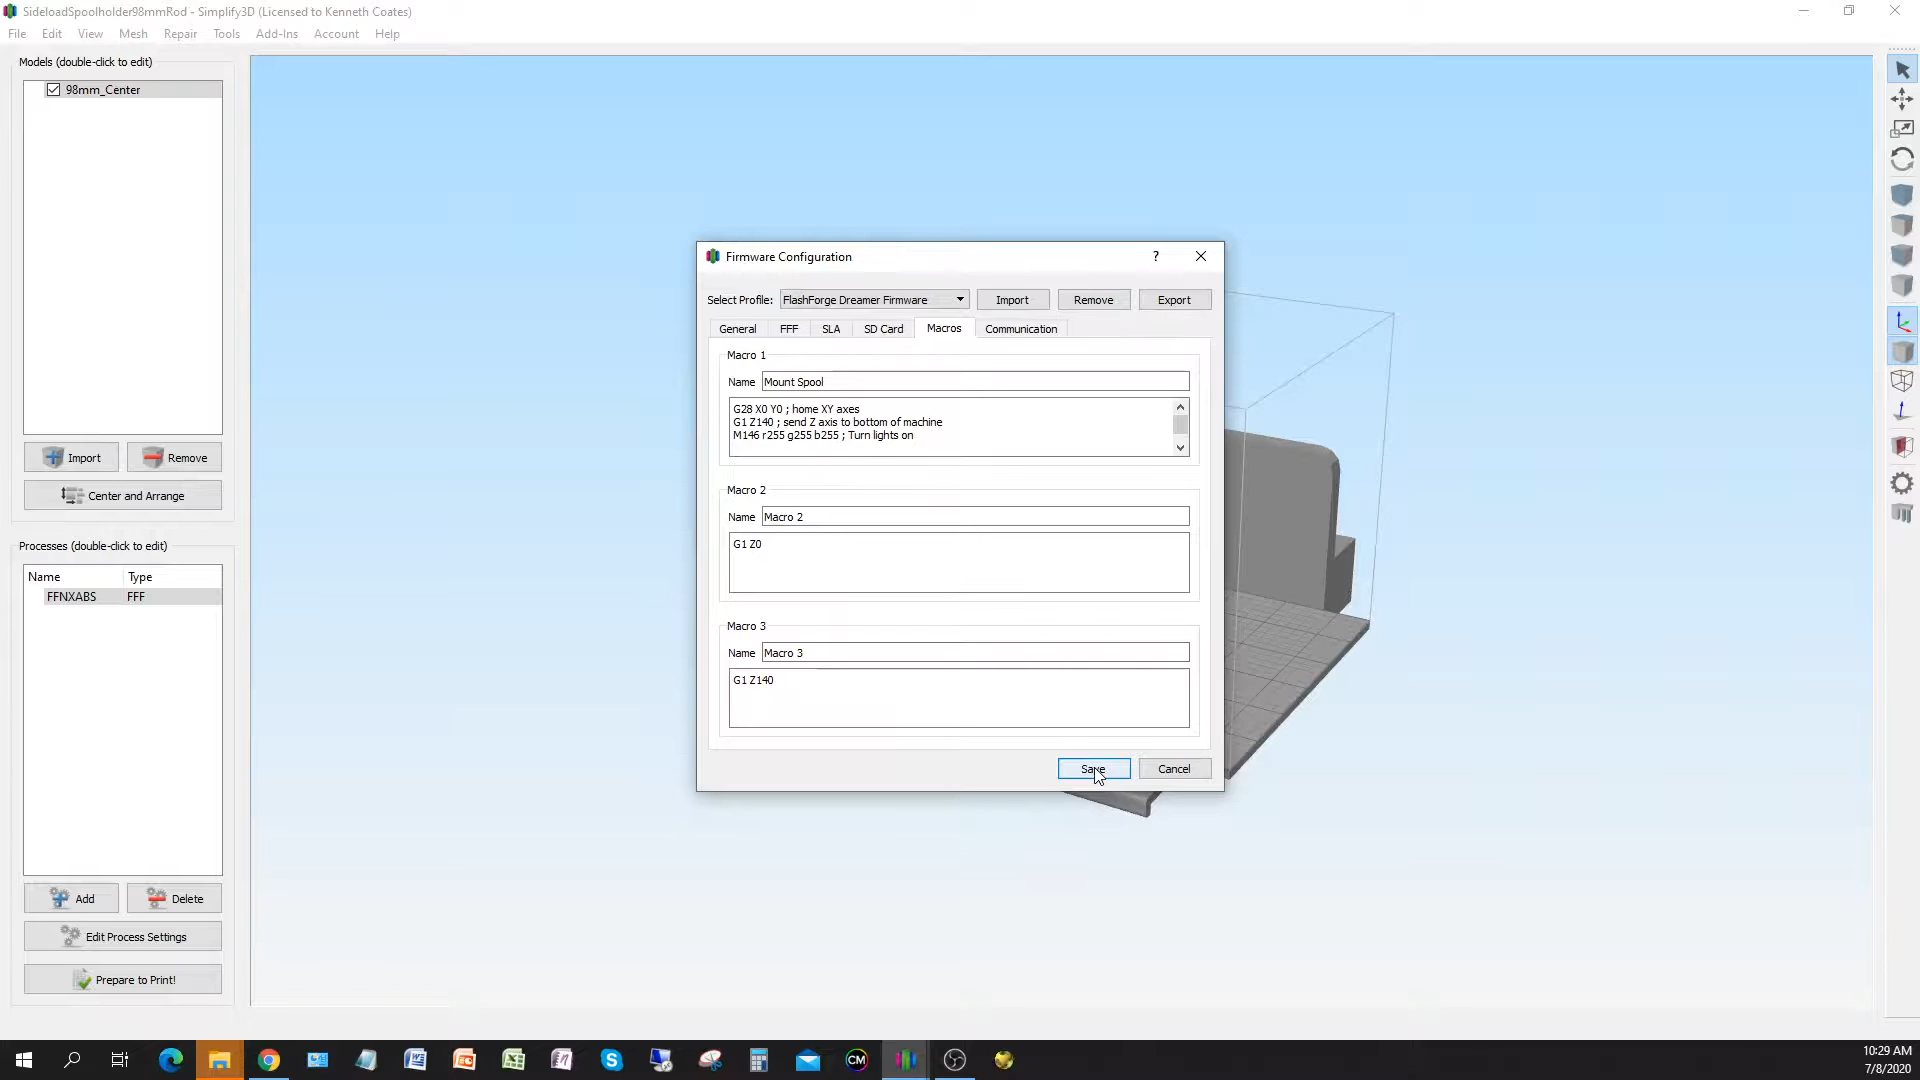 SideloadSpoolholder98mmRod - Simplify3D (Licensed to Kenneth Coates)
File Edit View Mesh Repair Tools Add-Ins Account Help
Models (double-click to edit)
98mm_Center
Import Remove
Center and Arrange
Processes (double-click to edit)
Name Type
FFNXABS FFF
Add Delete
Edit Process Settings
Prepare to Print!
Firmware Configuration ?
Select Profile: FlashForge Dreamer Firmware Import Remove Export
General FFF SLA SD Card Macros Communication
Macro 1
Name Mount Spool
G28 X0 Y0 ; home XY axes
G1 Z140 ; send Z axis to bottom of machine
M146 r255 g255 b255 ; Turn lights on
Macro 2
Name Macro 2
G1 Z0
Macro 3
Name Macro 3
G1 Z140
Save Cancel
CM
10:29 AM
7/8/2020